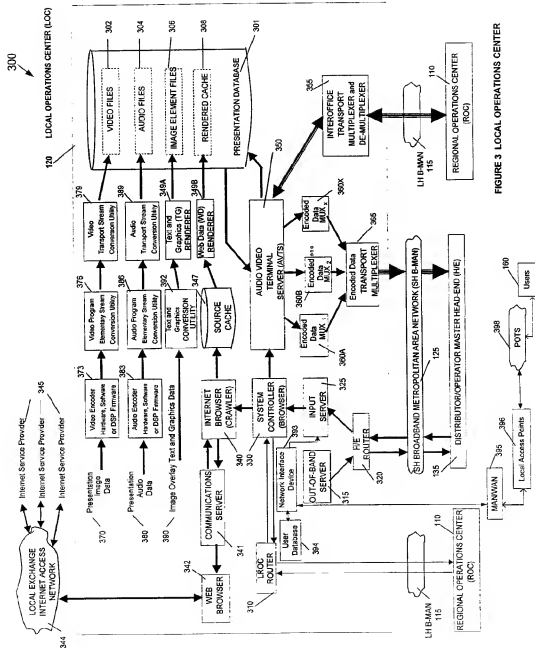 300
LOCAL OPERATIONS CENTER (LOC)
120
302
304
306
308
301
VIDEO FILES
AUDIO FILES
IMAGE ELEMENT FILES
RENDERED CACHE
PRESENTATION DATABASE
379
Video
Transport Stream
Conversion Utility
389
Audio
Transport Stream
Conversion Utility
349A
Text and
Graphics (TG)
RENDERER
349B
Web Data (WD)
RENDERER
376
Video Program
Elementary Stream
Conversion Utility
386
Audio Program
Elementary Stream
Conversion Utility
392
Text and
Graphics
CONVERSION
UTILITY
347
SOURCE
CACHE
373
Video Encoder
Hardware, Software
or DSP Firmware
383
Audio Encoder
Hardware, Software
or DSP Firmware
Presentation
Image
Data
370
Presentation
Audio
Data
380
390
Image Overlay Text and Graphics Data
345
Internet Service Provider
Internet Service Provider
Internet Service Provider
LOCAL EXCHANGE
INTERNET ACCESS
NETWORK
344
WEB
BROWSER
342
COMMUNICATIONS
SERVER
341
INTERNET
BROWSER
(CRAWLER)
340
AUDIO VIDEO
TERMINAL
SERVER (AVTS)
350
355
INTEROFFICE
TRANSPORT
MULTIPLEXER and
DE-MULTIPLEXER
LH B-MAN
115
110
REGIONAL OPERATIONS CENTER
(ROC)
SYSTEM
CONTROLLER
(BROWSER)
330
INPUT
SERVER
325
Encoded
Data
MUX 1
360A
Encoded
Data
MUX
360B
Encoded
Data
MUX x
360X
Encoded Data
TRANSPORT
MULTIPLEXER
365
393
Network Interface
Device
OUT-OF-BAND
SERVER
315
User
Database
394
LROC
ROUTER
310
H/E
ROUTER
320
SH BROADBAND METROPOLITAN AREA NETWORK (SH B-MAN)
125
DISTRIBUTOR/OPERATOR MASTER HEAD-END (H/E)
135
LH B-MAN
115
110
REGIONAL OPERATIONS CENTER
(ROC)
MAN/WAN
395
Local Access Points
396
POTS
398
Users
160
FIGURE 3 LOCAL OPERATIONS CENTER